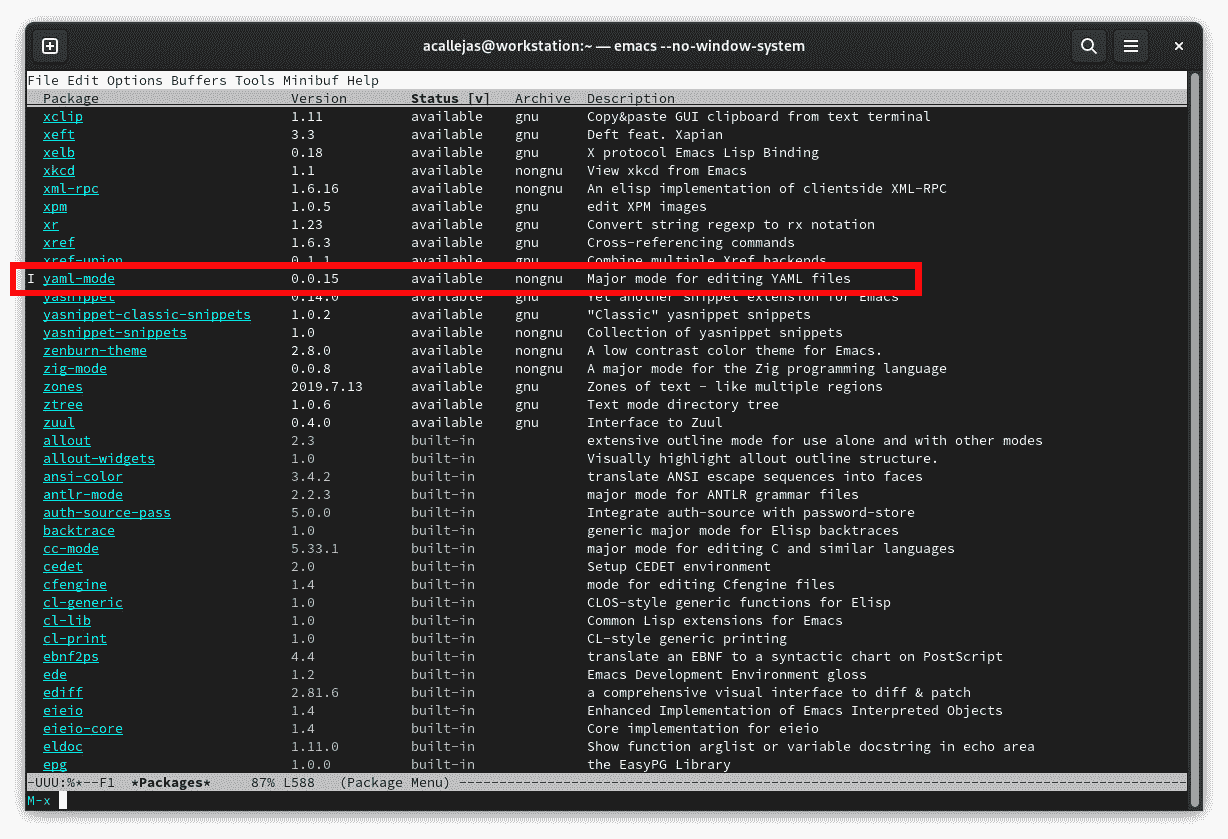 acallejas@workstation:~ — emacs --no-window-system
File Edit Options Buffers Tools Minibuf Help
Package Version Status [v] Archive Description
xclip 1.11 available gnu Copy&paste GUI clipboard from text terminal
xeft 3.3 available gnu Deft feat. Xapian
xelb 0.18 available gnu X protocol Emacs Lisp Binding
xkcd 1.1 available nongnu View xkcd from Emacs
xml-rpc 1.6.16 available nongnu An elisp implementation of clientside XML-RPC
xpm 1.0.5 available gnu edit XPM images
xr 1.23 available gnu Convert string regexp to rx notation
xref 1.6.3 available gnu Cross-referencing commands
xref-union 0.1.1 available gnu Combine multiple Xref backends
I yaml-mode 0.0.15 available nongnu Major mode for editing YAML files
yasnippet 0.14.0 available gnu Yet another snippet extension for Emacs
yasnippet-classic-snippets 1.0.2 available gnu "Classic" yasnippet snippets
yasnippet-snippets 1.0 available nongnu Collection of yasnippet snippets
zenburn-theme 2.8.0 available nongnu A low contrast color theme for Emacs.
zig-mode 0.0.8 available nongnu A major mode for the Zig programming language
zones 2019.7.13 available gnu Zones of text - like multiple regions
ztree 1.0.6 available gnu Text mode directory tree
zuul 0.4.0 available gnu Interface to Zuul
allout 2.3 built-in extensive outline mode for use alone and with other modes
allout-widgets 1.0 built-in Visually highlight allout outline structure.
ansi-color 3.4.2 built-in translate ANSI escape sequences into faces
antlr-mode 2.2.3 built-in major mode for ANTLR grammar files
auth-source-pass 5.0.0 built-in Integrate auth-source with password-store
backtrace 1.0 built-in generic major mode for Elisp backtraces
cc-mode 5.33.1 built-in major mode for editing C and similar languages
cedet 2.0 built-in Setup CEDET environment
cfengine 1.4 built-in mode for editing Cfengine files
cl-generic 1.0 built-in CLOS-style generic functions for Elisp
cl-lib 1.0 built-in Common Lisp extensions for Emacs
cl-print 1.0 built-in CL-style generic printing
ebnf2ps 4.4 built-in translate an EBNF to a syntactic chart on PostScript
ede 1.2 built-in Emacs Development Environment gloss
ediff 2.81.6 built-in a comprehensive visual interface to diff & patch
eieio 1.4 built-in Enhanced Implementation of Emacs Interpreted Objects
eieio-core 1.4 built-in Core implementation for eieio
eldoc 1.11.0 built-in Show function arglist or variable docstring in echo area
epg 1.0.0 built-in the EasyPG Library
-UUU:%*--F1 *Packages* 87% L588 (Package Menu) ------------------------------------------------------------------------------------------
M-x